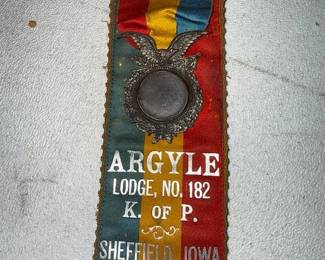 ARGYLE
LODGE, NO. 182
K. OF P.
SHEFFIELD, IOWA